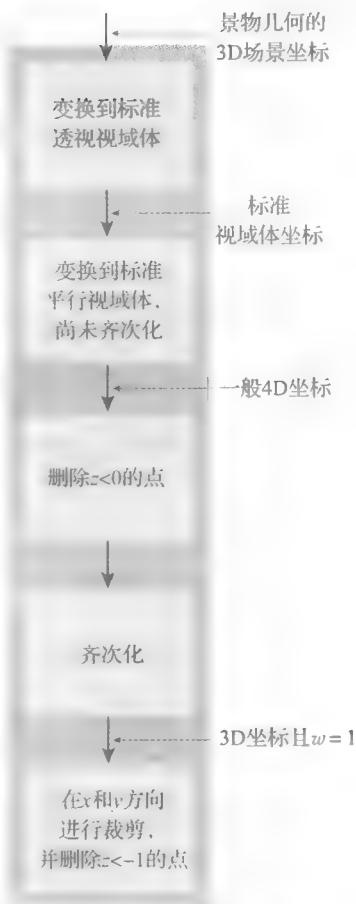 景物几何的
3D场景坐标
变换到标准
透视视域体
标准
视域体坐标
变换到标准
平行视域体，
尚未齐次化
一般4D坐标
删除z<0的点
齐次化
3D坐标且w=1
在x和y方向
进行裁剪，
并删除z<-1的点